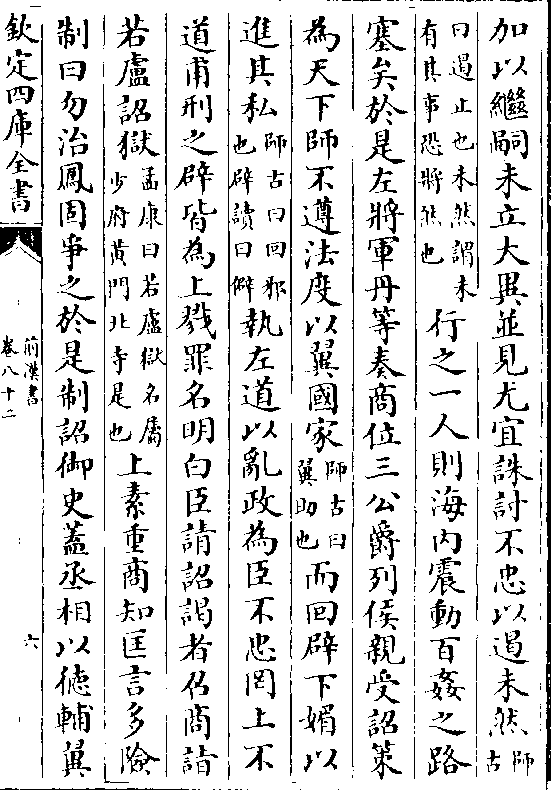 加以繼嗣未立大異並見尤宜誅討不忠以遏未然師古
曰遏止也未然謂未有其事恐將然也行之一人則海內震動百姦之路
塞矣於是左將軍丹等奏商位三公爵列侯親受詔策
為天下師不遵法度以翼國家師古曰翼助也而回辟下媚以
進其私師古曰回邪也辟讀曰僻執左道以亂政為臣不忠罔上不
道甫刑之辟皆為上戮罪名明白臣請詔謁者召商詣
若盧詔獄孟康曰若盧獄名屬少府黃門北寺是也上素重商知匡言多險
制曰勿治鳳固爭之於是制詔御史蓋丞相以德輔翼
欽定四庫全書
前漢書
卷八十二
六